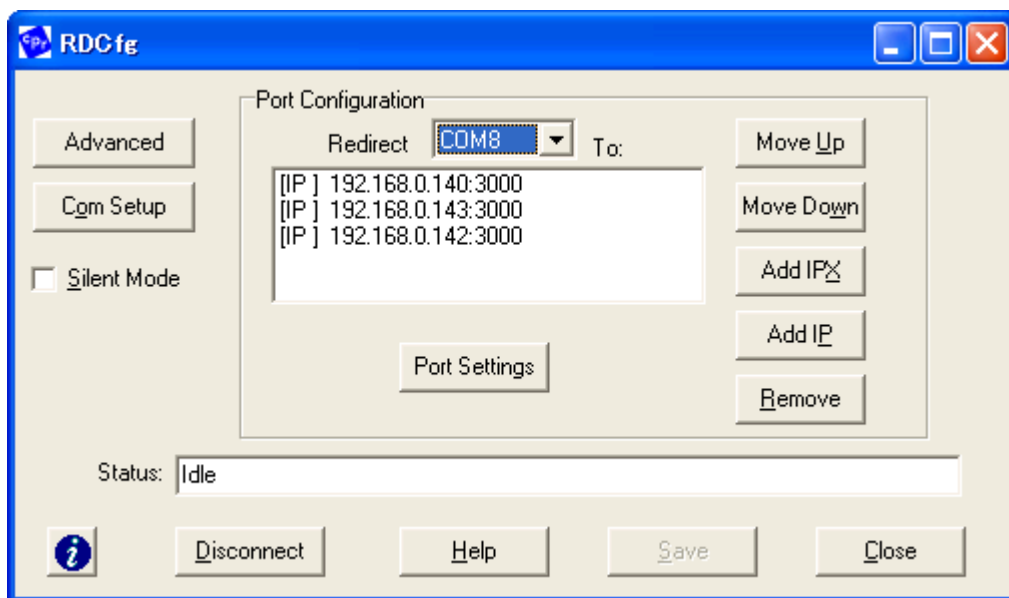 Cpr RDCfg
Port Configuration
Advanced
Redirect COM8 To:
Move Up
[IP ] 192.168.0.140:3000
[IP ] 192.168.0.143:3000
[IP ] 192.168.0.142:3000
Com Setup
Move Down
Silent Mode
Add IPX
Add IP
Port Settings
Remove
Status: Idle
i Disconnect Help Save Close